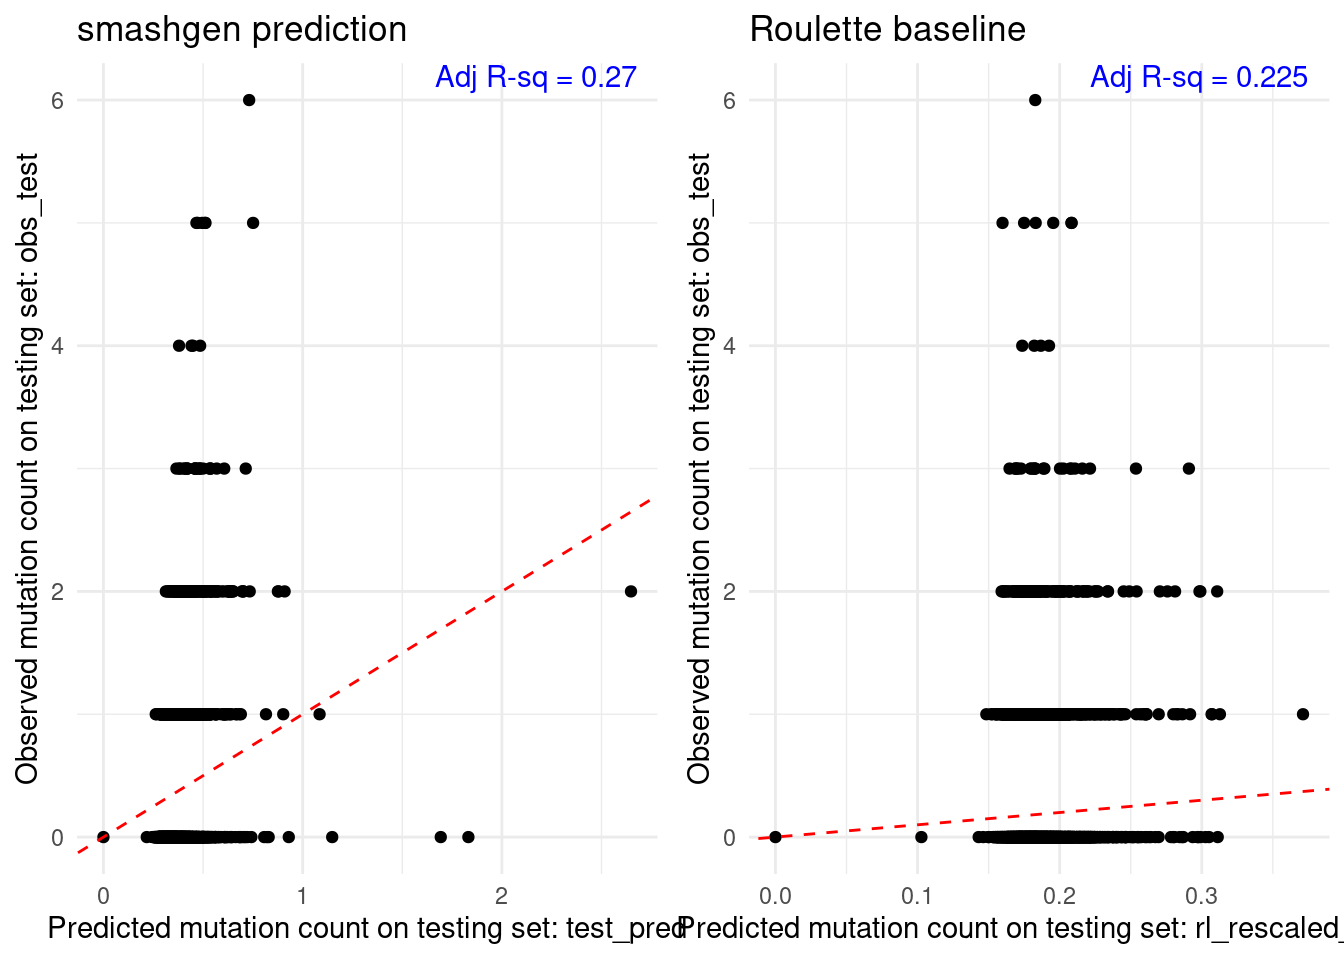 smashgen prediction
Adj R-sq = 0.27
Observed mutation count on testing set: obs_test
6
4
2
0
0
1
2
Predicted mutation count on testing set: test_pred
Roulette baseline
Adj R-sq = 0.225
Observed mutation count on testing set: obs_test
6
4
2
0
0.0
0.1
0.2
0.3
Predicted mutation count on testing set: rl_rescaled_